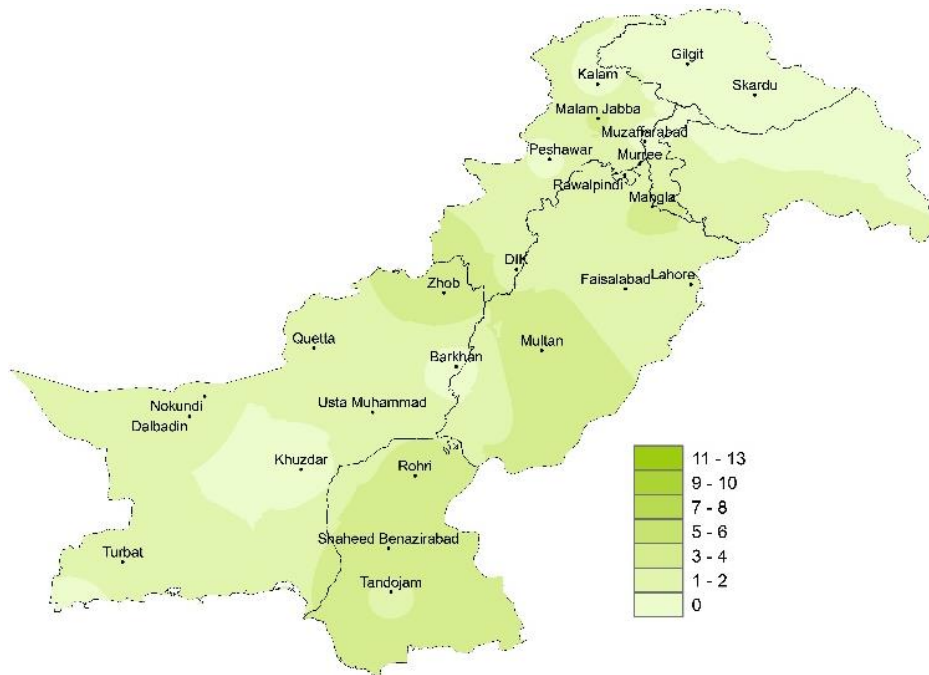 Gilgit
Kalam
Skardu
Malam Jabba
Muzaffarabad
Peshawar
Murree
Rawalpindi
Mangla
DIK
Zhob
Faisalabad
Lahore
Quetta
Multan
Barkhan
Nokundi
Usta Muhammad
Dalbadin
Khuzdar
Rohri
Shaheed Benazirabad
Turbat
Tandojam
11 - 13
9 - 10
7 - 8
5 - 6
3 - 4
1 - 2
0